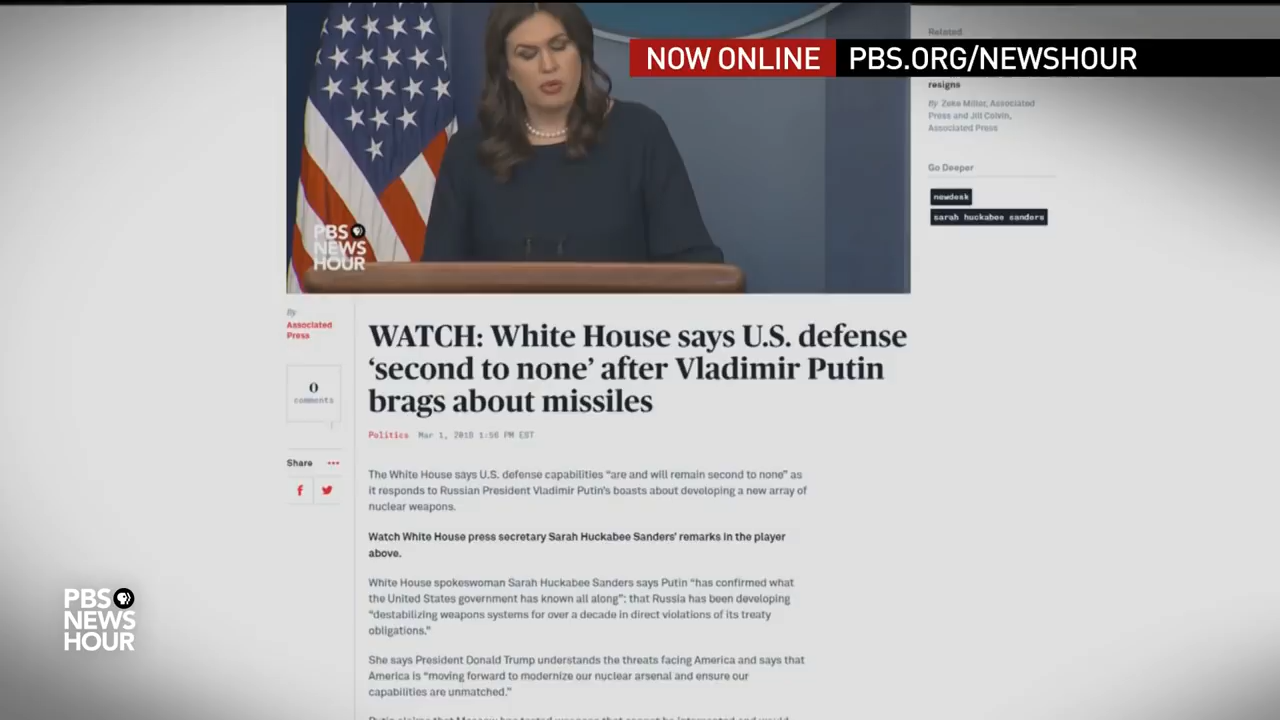 NOW ONLINE PBS.ORG/NEWSHOUR
Related
resigns
By Zeke Miller, Associated
Press and Jill Colvin,
Associated Press
Go Deeper
newdesk
sarah huckabee sanders
PBS
NEWS
HOUR
By
Associated
Press
0
comments
Share
WATCH: White House says U.S. defense
‘second to none’ after Vladimir Putin
brags about missiles
Politics Mar 1, 2018 1:56 PM EST
The White House says U.S. defense capabilities “are and will remain second to none” as
it responds to Russian President Vladimir Putin’s boasts about developing a new array of
nuclear weapons.
Watch White House press secretary Sarah Huckabee Sanders’ remarks in the player
above.
White House spokeswoman Sarah Huckabee Sanders says Putin “has confirmed what
the United States government has known all along”: that Russia has been developing
“destabilizing weapons systems for over a decade in direct violations of its treaty
obligations.”
She says President Donald Trump understands the threats facing America and says that
America is “moving forward to modernize our nuclear arsenal and ensure our
capabilities are unmatched.”
PBS
NEWS
HOUR